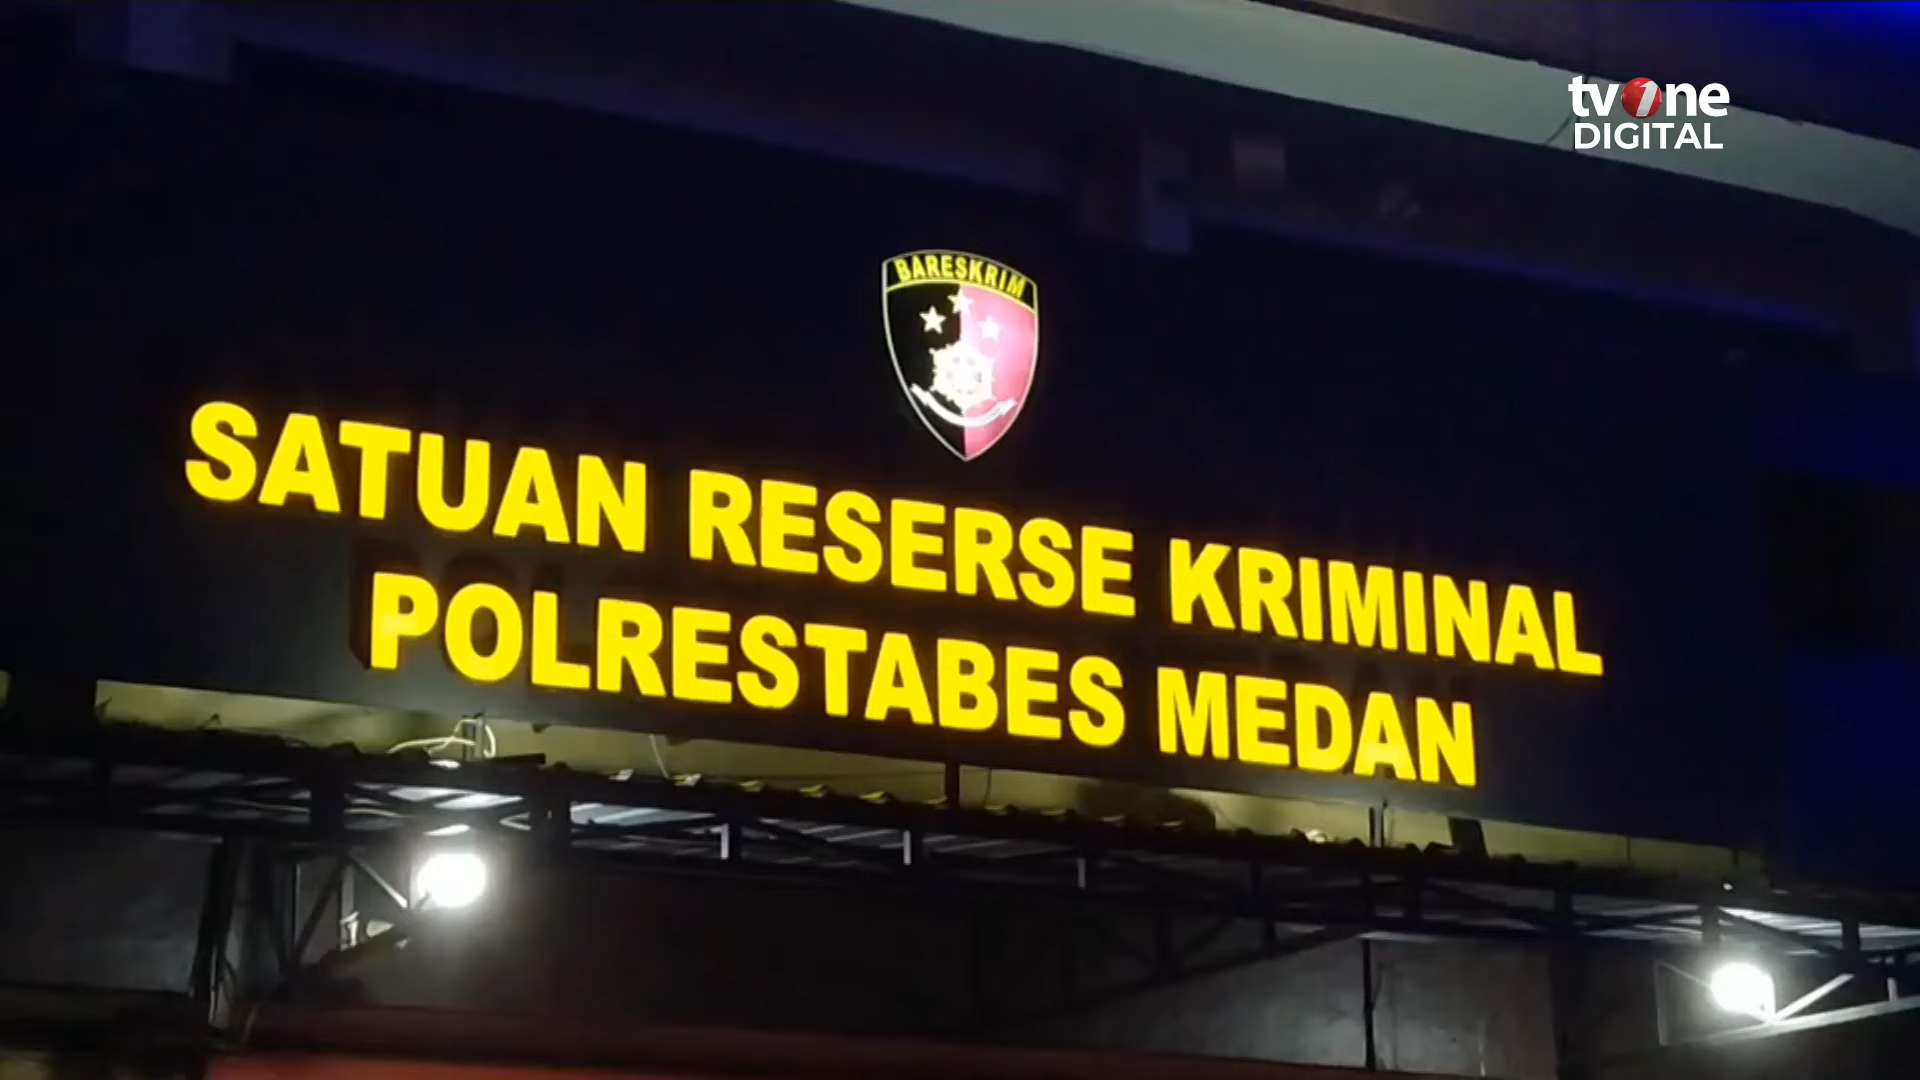 tvOne
DIGITAL
BARESKRIM
SATUAN RESERSE KRIMINAL
POLRESTABES MEDAN